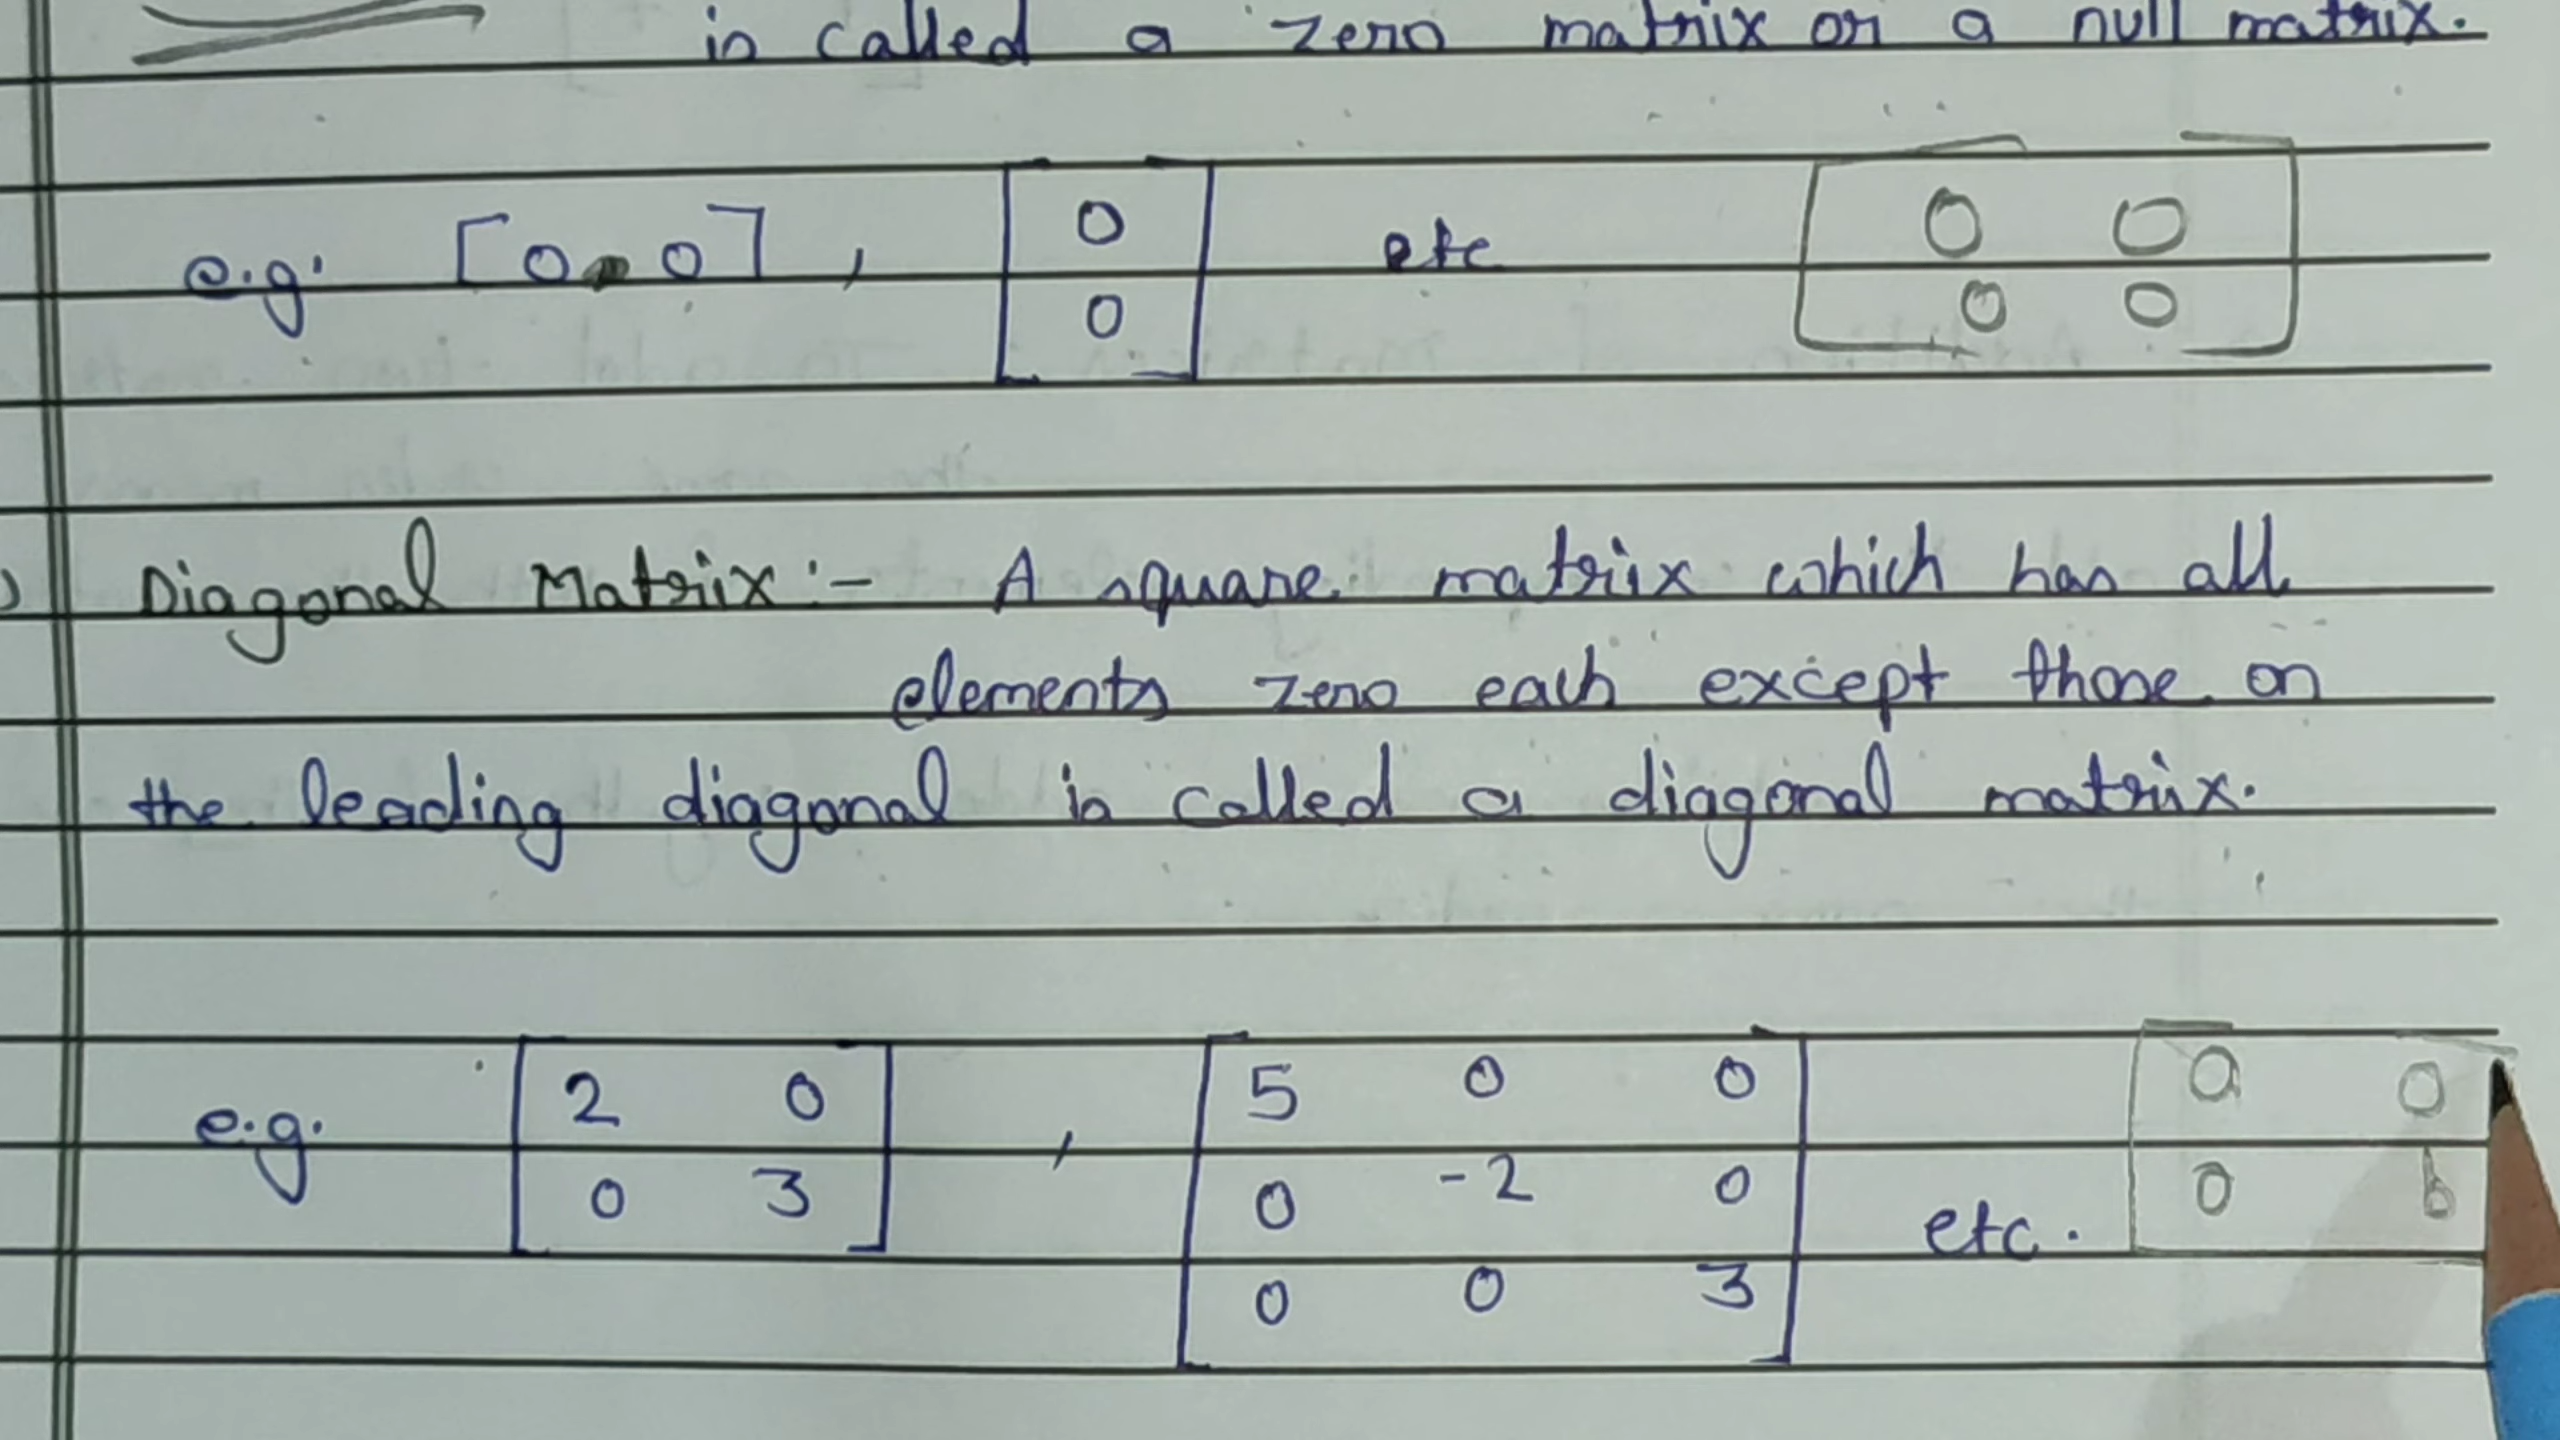 is called a zero matrix or a null matrix.
e.g. [0 0] , [0 etc [0 0
0] 0 0]
Diagonal Matrix:- A square matrix which has all
elements zero each except those on
the leading diagonal is called a diagonal matrix.
e.g. [2 0 , [5 0 0 etc. [a 0
0 3] 0 -2 0 0 b
0 0 3]